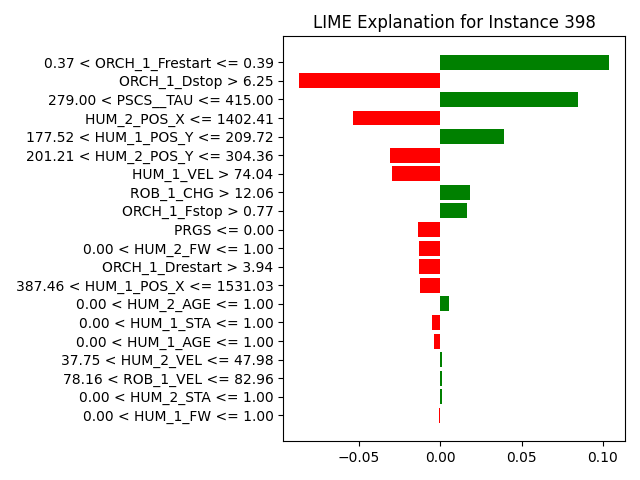 LIME Explanation for Instance 398
0.37 < ORCH_1_Frestart <= 0.39
ORCH_1_Dstop > 6.25
279.00 < PSCS__TAU <= 415.00
HUM_2_POS_X <= 1402.41
177.52 < HUM_1_POS_Y <= 209.72
201.21 < HUM_2_POS_Y <= 304.36
HUM_1_VEL > 74.04
ROB_1_CHG > 12.06
ORCH_1_Fstop > 0.77
PRGS <= 0.00
0.00 < HUM_2_FW <= 1.00
ORCH_1_Drestart > 3.94
387.46 < HUM_1_POS_X <= 1531.03
0.00 < HUM_2_AGE <= 1.00
0.00 < HUM_1_STA <= 1.00
0.00 < HUM_1_AGE <= 1.00
37.75 < HUM_2_VEL <= 47.98
78.16 < ROB_1_VEL <= 82.96
0.00 < HUM_2_STA <= 1.00
0.00 < HUM_1_FW <= 1.00
−0.05 0.00 0.05 0.10